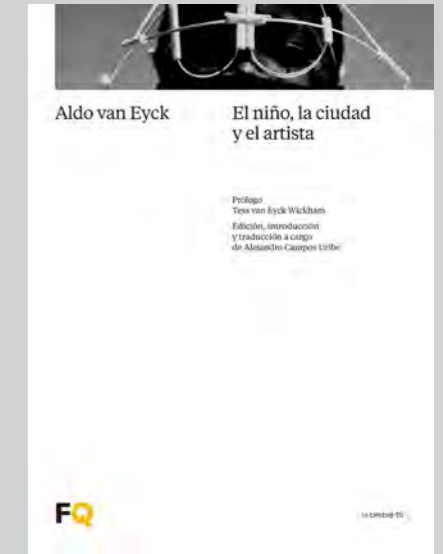 Aldo van Eyck
El niño, la ciudad
y el artista
Prólogo
Tess van Eyck Wickham
Edición, introducción
y traducción a cargo
de Alejandro Campos Uribe
FQ